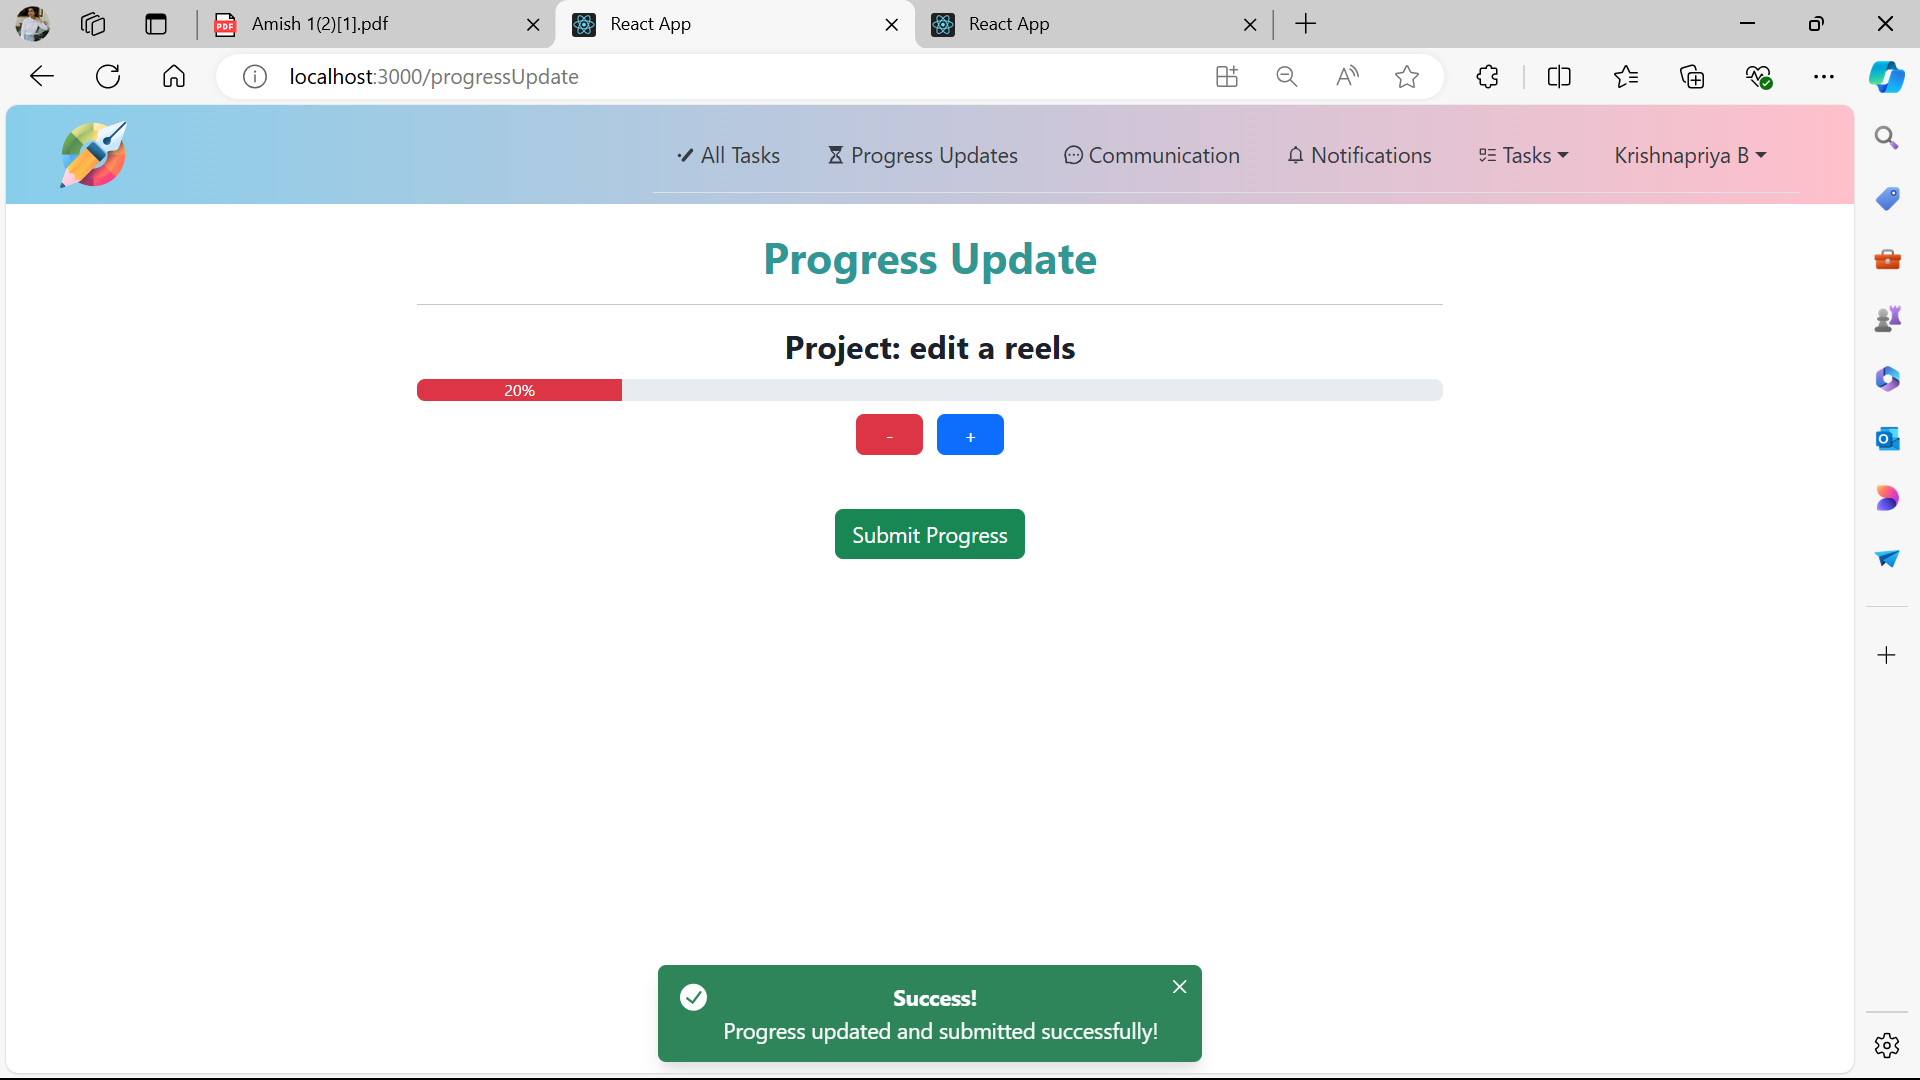 Amish 1(2)[1].pdf
React App
React App
localhost:3000/progressUpdate
All Tasks
Progress Updates
Communication
Notifications
Tasks
Krishnapriya B
Progress Update
Project: edit a reels
20%
- +
Submit Progress
Success!
Progress updated and submitted successfully!